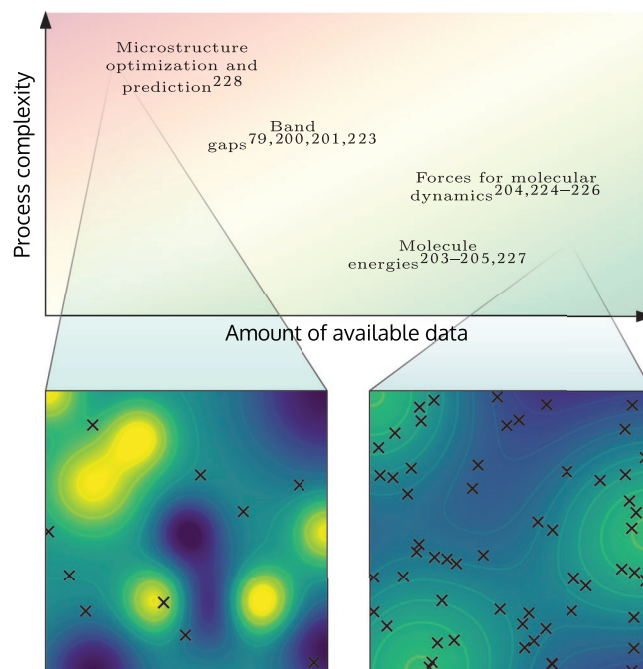 Microstructure
optimization and
prediction228
Band
gaps79,200,201,223
Forces for molecular
dynamics204,224–226
Molecule
energies203–205,227
Process complexity
Amount of available data